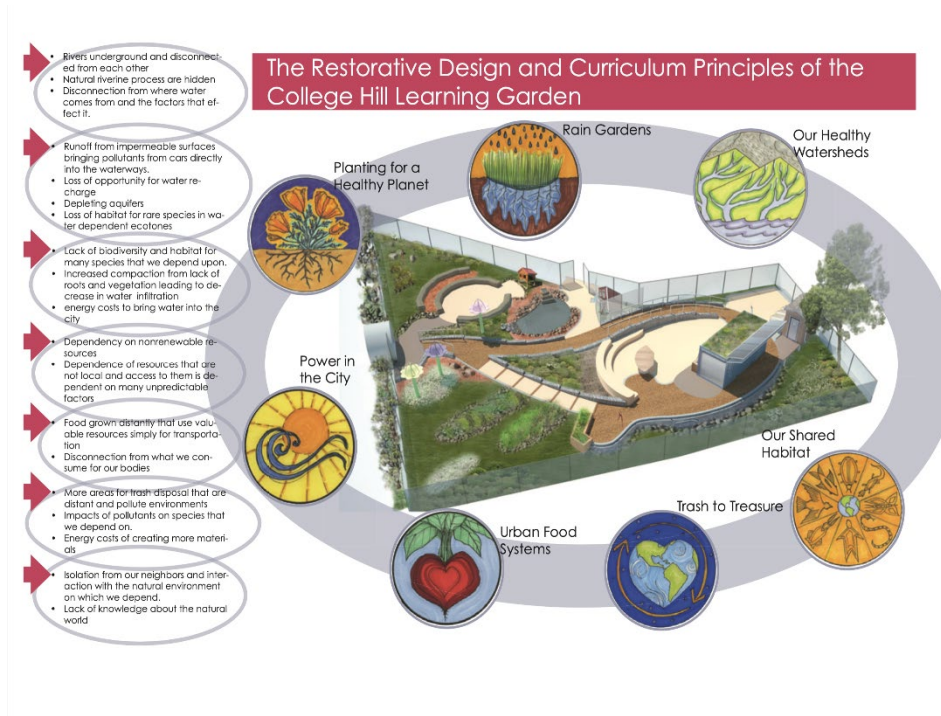 The Restorative Design and Curriculum Principles of the
College Hill Learning Garden
• Rivers underground and disconnect-
ed from each other
• Natural riverine process are hidden
• Disconnection from where water
comes from and the factors that ef-
fect it.
• Runoff from impermeable surfaces
bringing pollutants from cars directly
into the waterways.
• Loss of opportunity for water re-
charge
• Depleting aquifers
• Loss of habitat for rare species in wa-
ter dependent ecotones
• Lack of biodiversity and habitat for
many species that we depend upon.
• Increased compaction from lack of
roots and vegetation leading to de-
crease in water infiltration
• energy costs to bring water into the
city
• Dependency on nonrenewable re-
sources
• Dependence of resources that are
not local and access to them is de-
pendent on many unpredictable
factors
• Food grown distantly that use valu-
able resources simply for transporta-
tion
• Disconnection from what we con-
sume for our bodies
• More areas for trash disposal that are
distant and pollute environments
• Impacts of pollutants on species that
we depend on.
• Energy costs of creating more materi-
als
• Isolation from our neighbors and inter-
action with the natural environment
on which we depend.
• Lack of knowledge about the natural
world
Rain Gardens
Our Healthy
Watersheds
Planting for a
Healthy Planet
Power in
the City
Our Shared
Habitat
Trash to Treasure
Urban Food
Systems